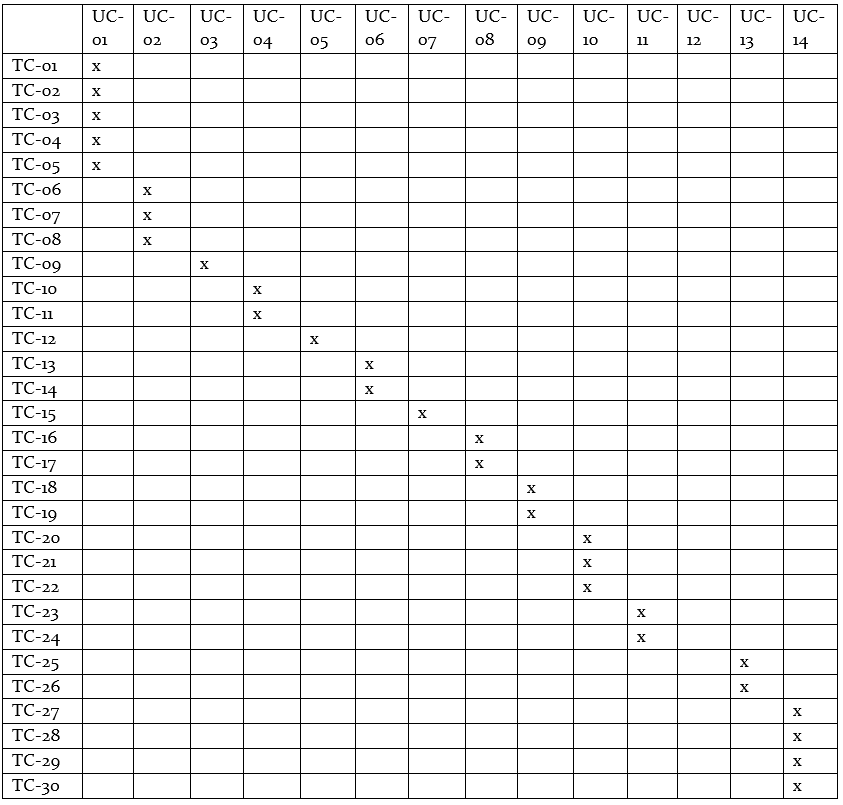 UC-01 UC-02 UC-03 UC-04 UC-05 UC-06 UC-07 UC-08 UC-09 UC-10 UC-11 UC-12 UC-13 UC-14
TC-01 x
TC-02 x
TC-03 x
TC-04 x
TC-05 x
TC-06 x
TC-07 x
TC-08 x
TC-09 x
TC-10 x
TC-11 x
TC-12 x
TC-13 x
TC-14 x
TC-15 x
TC-16 x
TC-17 x
TC-18 x
TC-19 x
TC-20 x
TC-21 x
TC-22 x
TC-23 x
TC-24 x
TC-25 x
TC-26 x
TC-27 x
TC-28 x
TC-29 x
TC-30 x